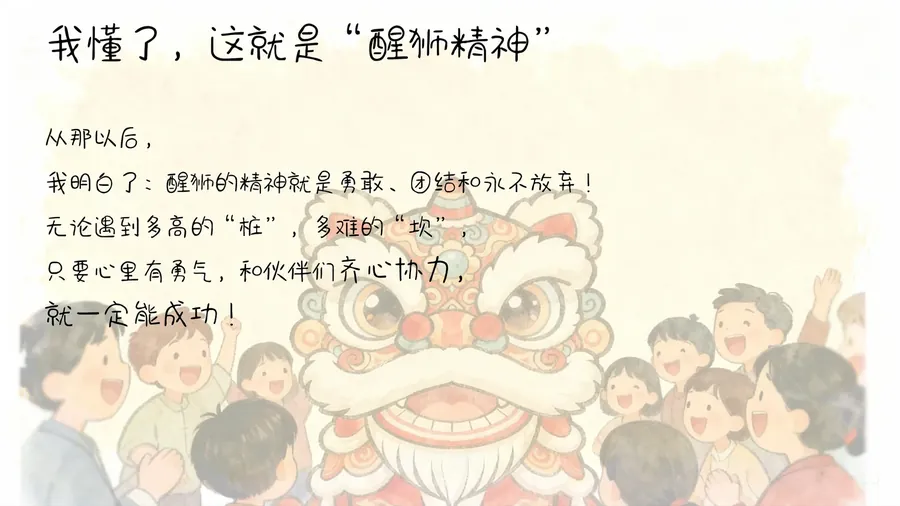 我懂了，这就是“醒狮精神”
从那以后，
我明白了：醒狮的精神就是勇敢、团结和永不放弃！
无论遇到多高的“桩”，多难的“坎”，
只要心里有勇气，和伙伴们齐心协力，
就一定能成功！